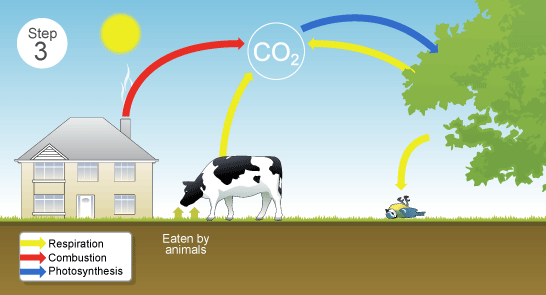 Step
3
CO₂
Eaten by
animals
Respiration
Combustion
Photosynthesis